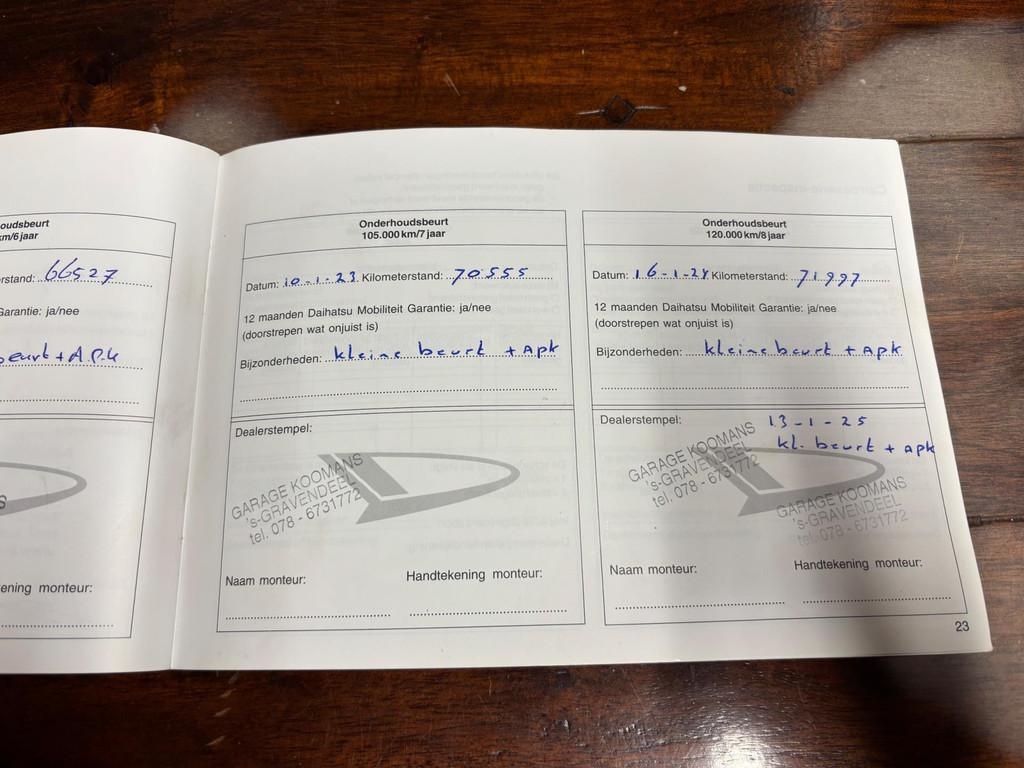 oudsbeurt
km/6 jaar
rstand: 66527
Garantie: ja/nee
beurt + A.P.K
ening monteur:
Onderhoudsbeurt
105.000 km/7 jaar
Datum: 10-1-23 Kilometerstand: 70555
12 maanden Daihatsu Mobiliteit Garantie: ja/nee
(doorstrepen wat onjuist is)
Bijzonderheden: kleine beurt + Apk
Dealerstempel:
GARAGE KOOMANS
's-GRAVENDEEL
tel. 078 - 6731772
Naam monteur: Handtekening monteur:
Onderhoudsbeurt
120.000 km/8 jaar
Datum: 16-1-24 Kilometerstand: 71997
12 maanden Daihatsu Mobiliteit Garantie: ja/nee
(doorstrepen wat onjuist is)
Bijzonderheden: kleine beurt + Apk
Dealerstempel: 13-1-25
kl. beurt + Apk
GARAGE KOOMANS
's-GRAVENDEEL
tel. 078 - 6731772
GARAGE KOOMANS
's-GRAVENDEEL
tel. 078 - 6731772
Naam monteur: Handtekening monteur:
23